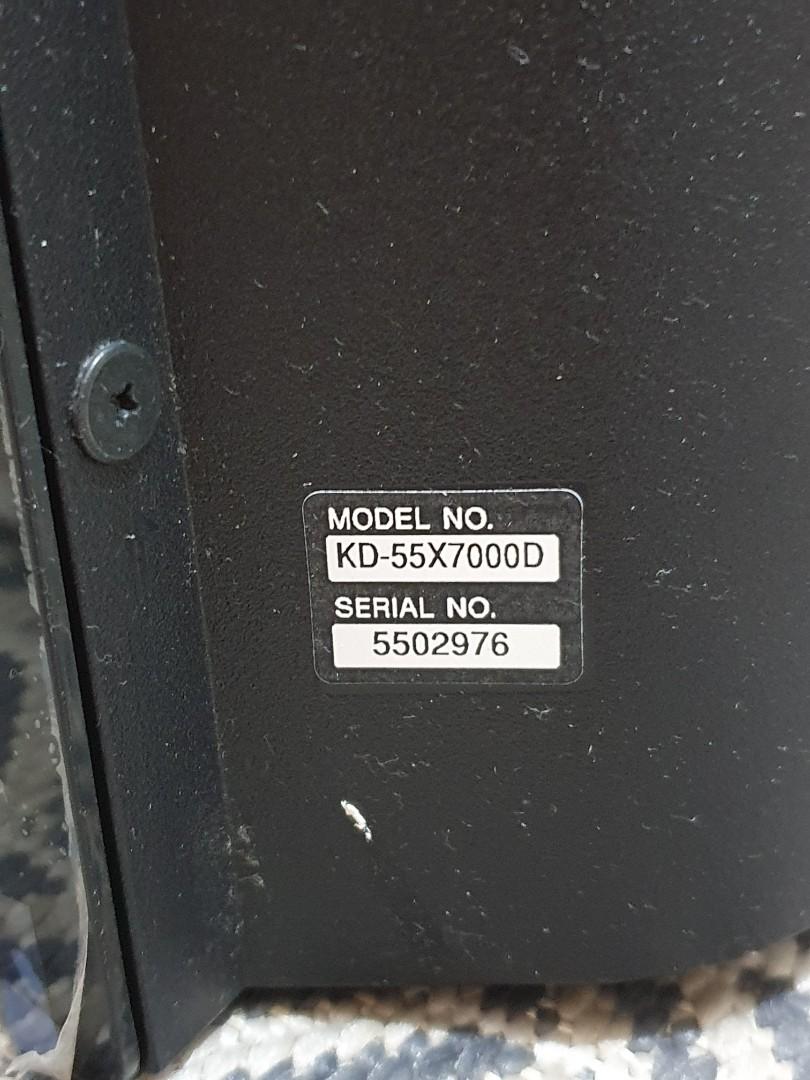 MODEL NO.
KD-55X7000D
SERIAL NO.
5502976